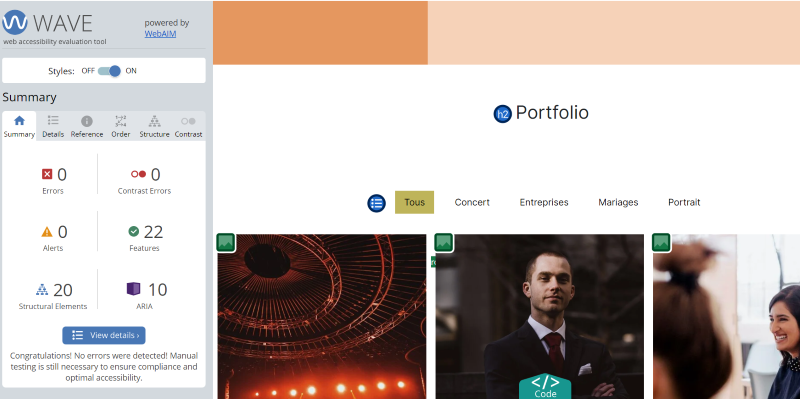 WAVE
web accessibility evaluation tool
powered by
WebAIM
Styles: OFF ON
Summary
Summary Details Reference Order Structure Contrast
0
Errors
0
Contrast Errors
0
Alerts
22
Features
20
Structural Elements
10
ARIA
View details ›
Congratulations! No errors were detected! Manual
testing is still necessary to ensure compliance and
optimal accessibility.
h2 Portfolio
Tous Concert Entreprises Mariages Portrait
</> 
Code